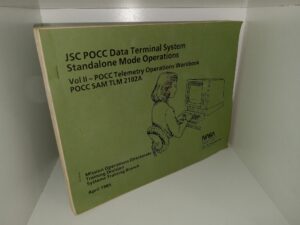 JSC POCC Data Terminal System
Standalone Mode Operations
Vol II – POCC Telemetry Operations Workbook
POCC SAM TLM 2102A
NASA
Mission Operations Directorate
Training Division
Systems Training Branch
April 1985